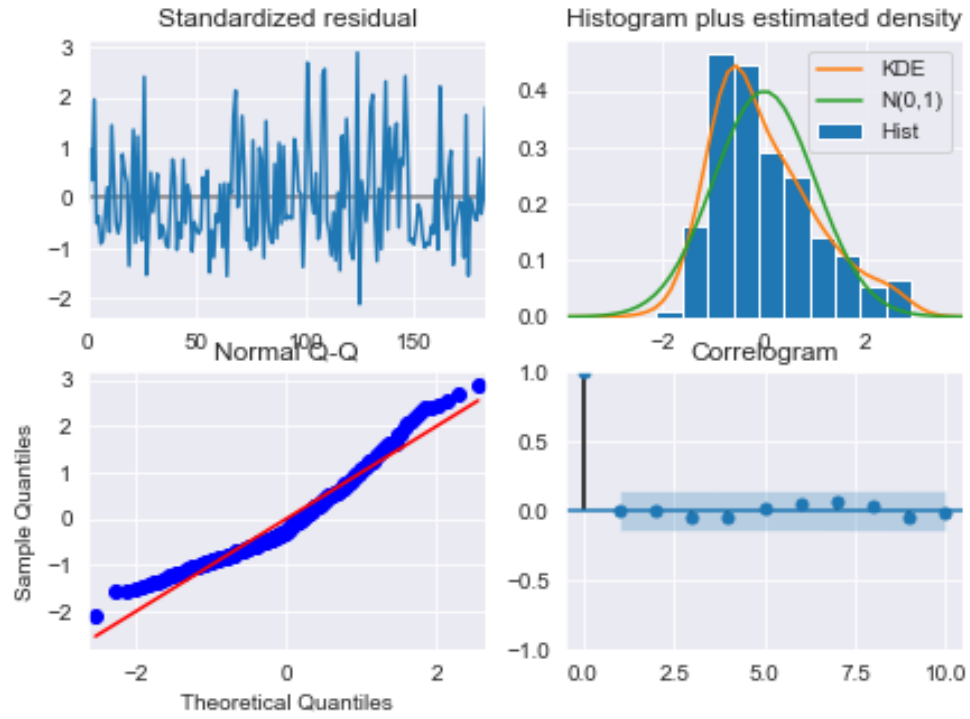 Standardized residual
3
2
1
0
−1
−2
0 50 100 150
Histogram plus estimated density
KDE
N(0,1)
Hist
0.4
0.3
0.2
0.1
0.0
−2 0 2
Normal Q-Q
3
2
1
0
−1
−2
Sample Quantiles
−2 0 2
Theoretical Quantiles
Correlogram
1.0
0.5
0.0
−0.5
−1.0
0.0 2.5 5.0 7.5 10.0